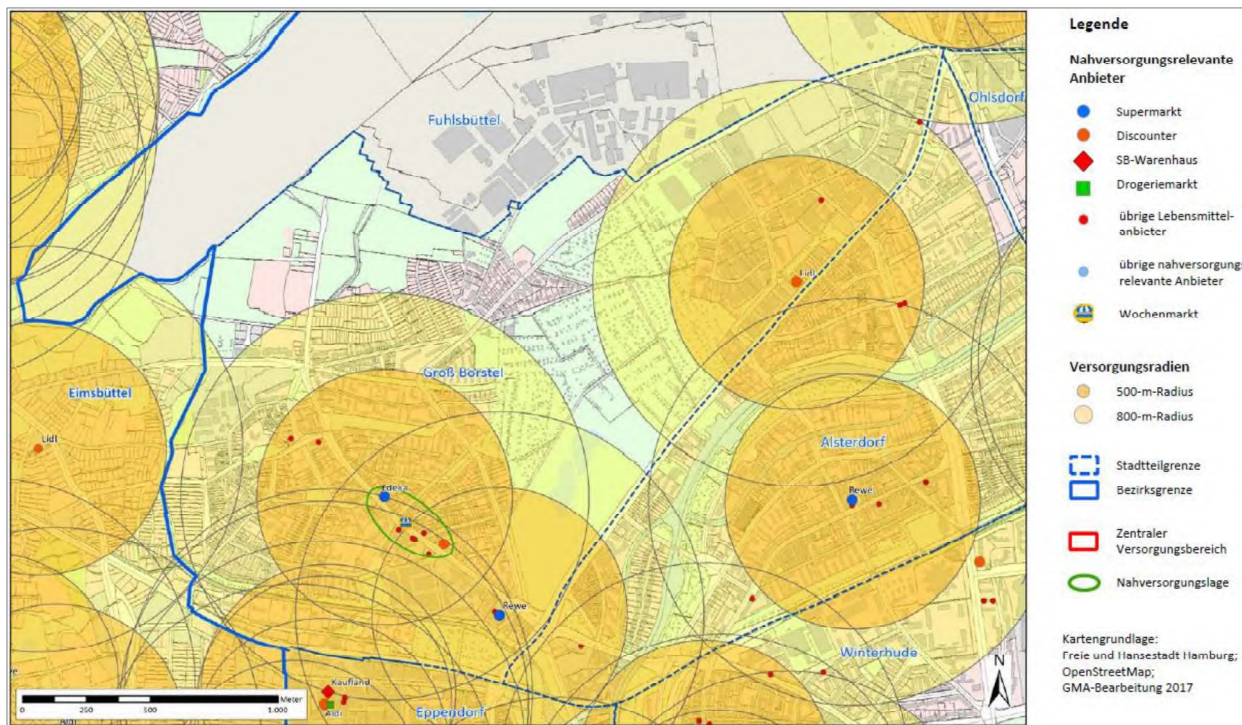 Fuhlsbüttel
Ohlsdorf
Lidl
Groß Borstel
Eimsbüttel
Lidl
Alsterdorf
Edeka
Rewe
Rewe
Winterhude
Kaufland
Aldi
Eppendorf
Meter
0 250 500 1.000
N
Legende
Nahversorgungsrelevante
Anbieter
Supermarkt
Discounter
SB-Warenhaus
Drogeriemarkt
übrige Lebensmittel-
anbieter
übrige nahversorgungs
relevante Anbieter
Wochenmarkt
Versorgungsradien
500-m-Radius
800-m-Radius
Stadtteilgrenze
Bezirksgrenze
Zentraler
Versorgungsbereich
Nahversorgungslage
Kartengrundlage:
Freie und Hansestadt Hamburg;
OpenStreetMap;
GMA-Bearbeitung 2017